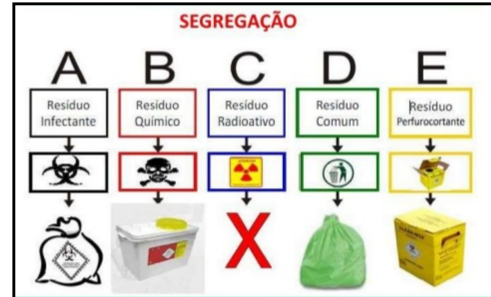 SEGREGAÇÃO
A B C D E
Resíduo Infectante
Resíduo Químico
Resíduo Radioativo
Resíduo Comum
Resíduo Perfurocortante